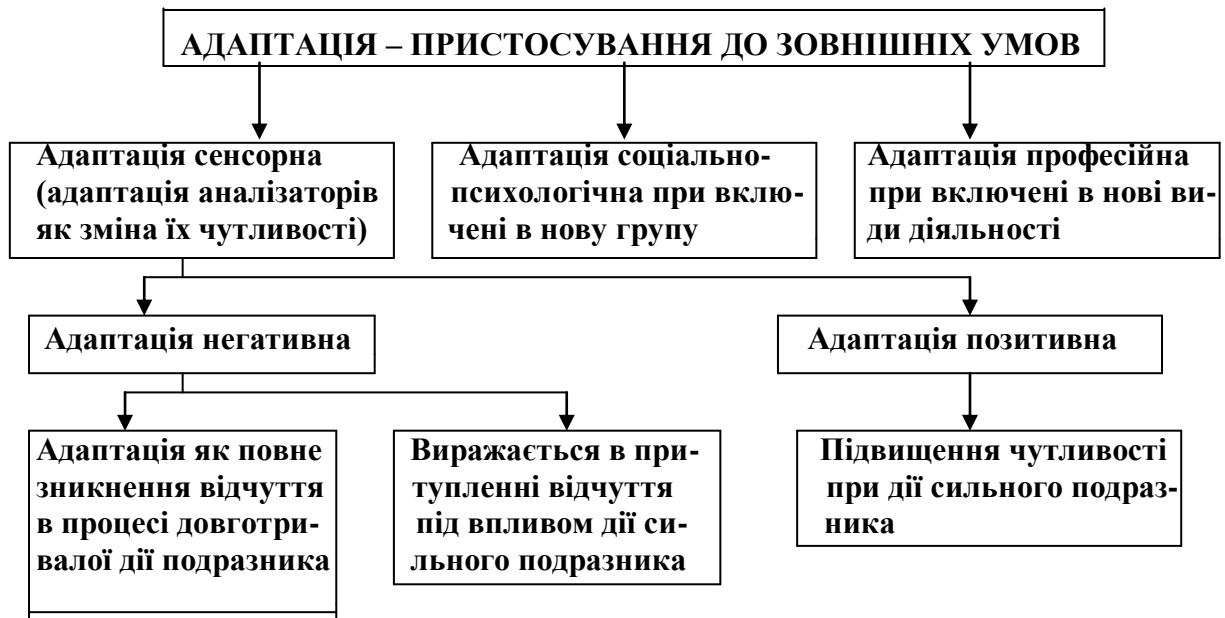 АДАПТАЦІЯ – ПРИСТОСУВАННЯ ДО ЗОВНІШНІХ УМОВ
Адаптація сенсорна
(адаптація аналізаторів
як зміна їх чутливості)
Адаптація соціально-
психологічна при вклю-
чені в нову групу
Адаптація професійна
при включені в нові ви-
ди діяльності
Адаптація негативна
Адаптація позитивна
Адаптація як повне
зникнення відчуття
в процесі довготри-
валої дії подразника
Виражається в при-
тупленні відчуття
під впливом дії си-
льного подразника
Підвищення чутливості
при дії сильного подраз-
ника